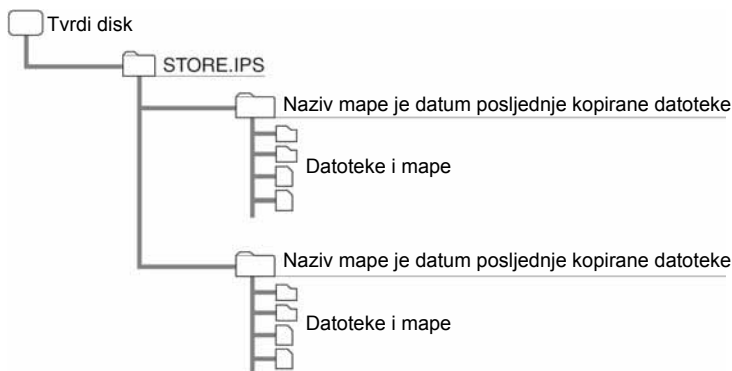 Tvrdi disk
STORE.IPS
Naziv mape je datum posljednje kopirane datoteke
Datoteke i mape
Naziv mape je datum posljednje kopirane datoteke
Datoteke i mape